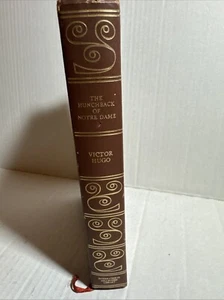 THE
HUNCHBACK
OF
NOTRE DAME
VICTOR
HUGO